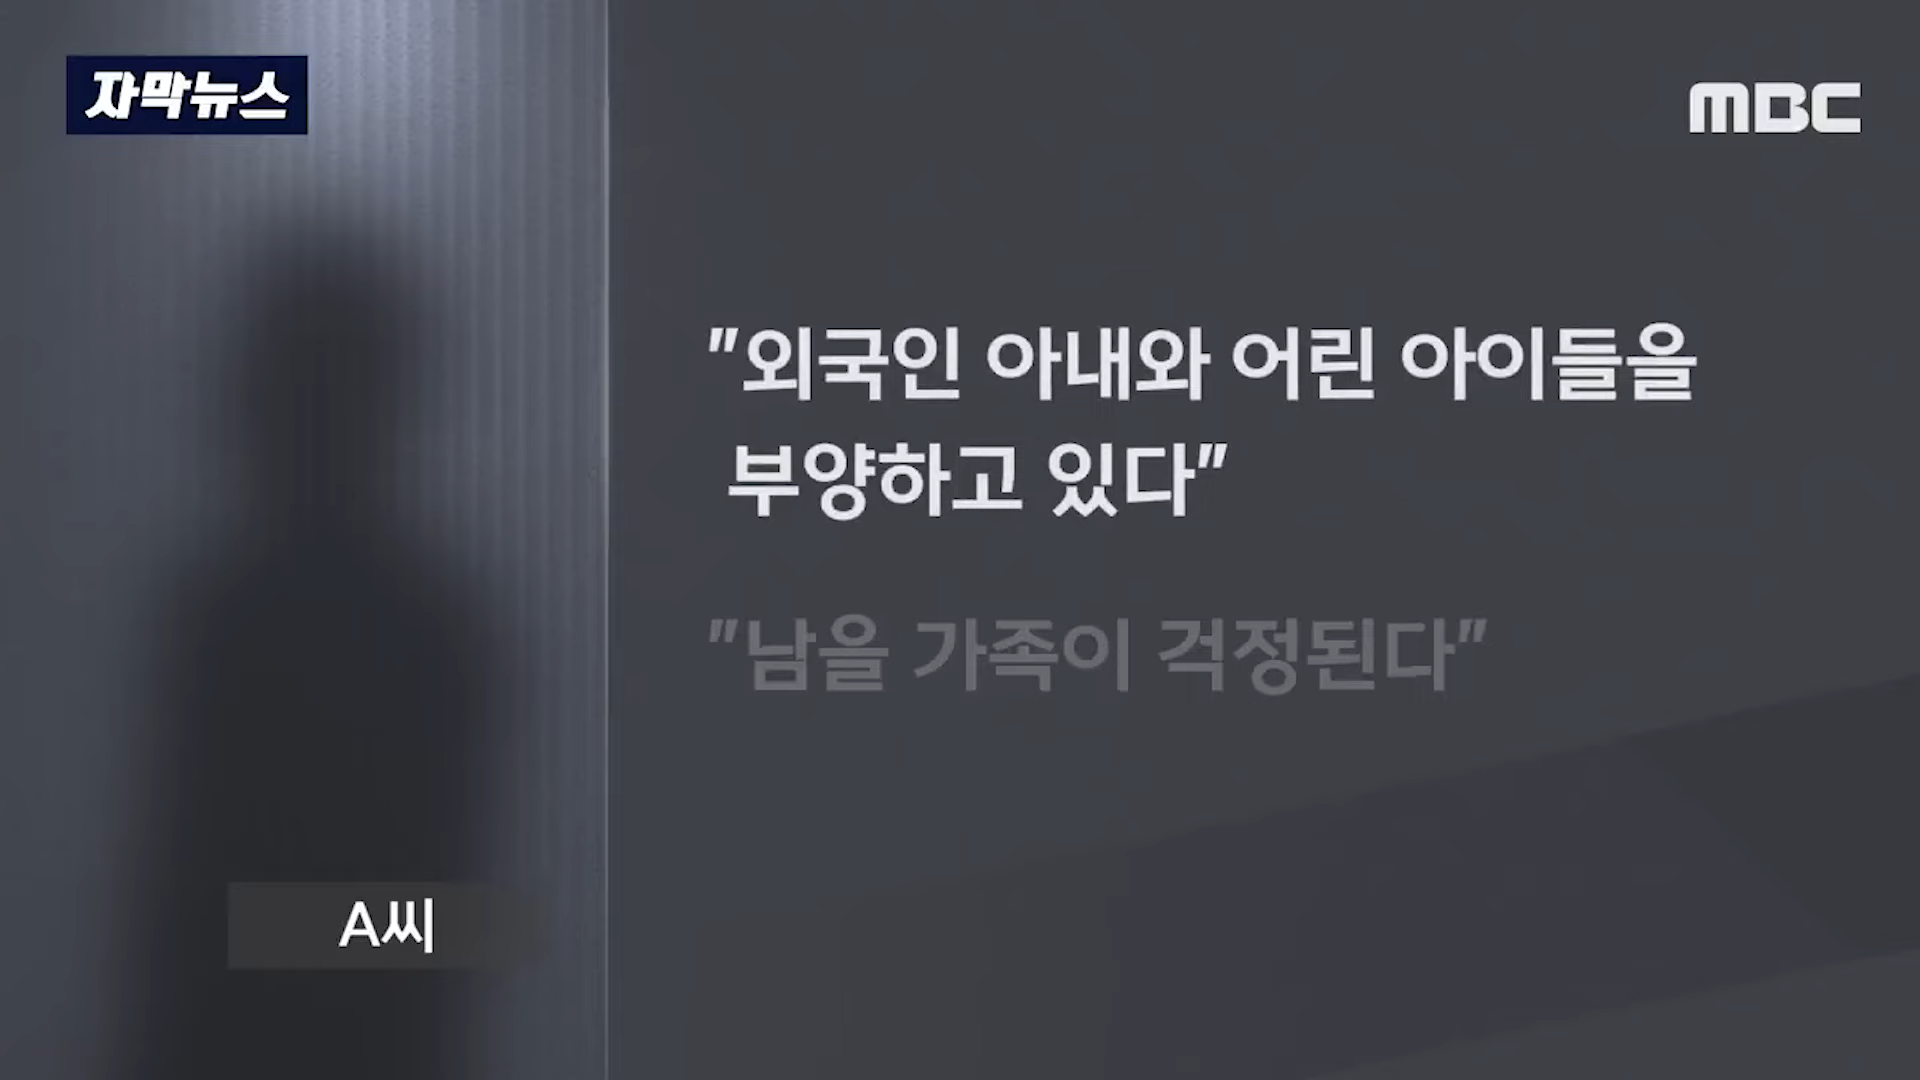 자막뉴스
MBC
"외국인 아내와 어린 아이들을
부양하고 있다"
"남을 가족이 걱정된다"
A씨